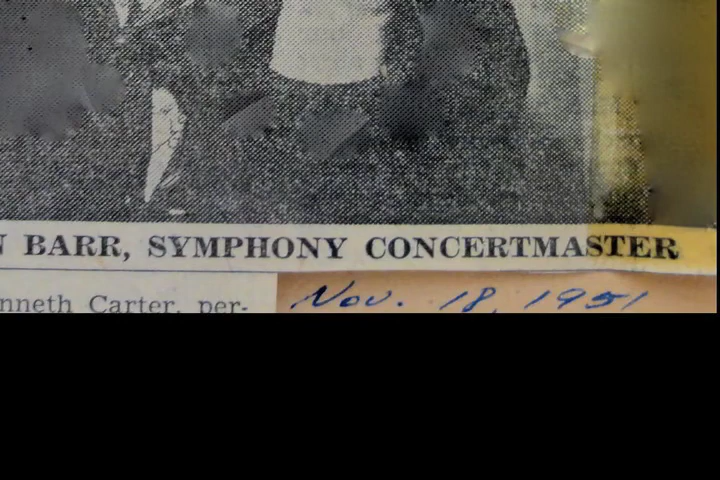 N BARR, SYMPHONY CONCERTMASTER
nneth Carter, per-
Nov. 18, 1951